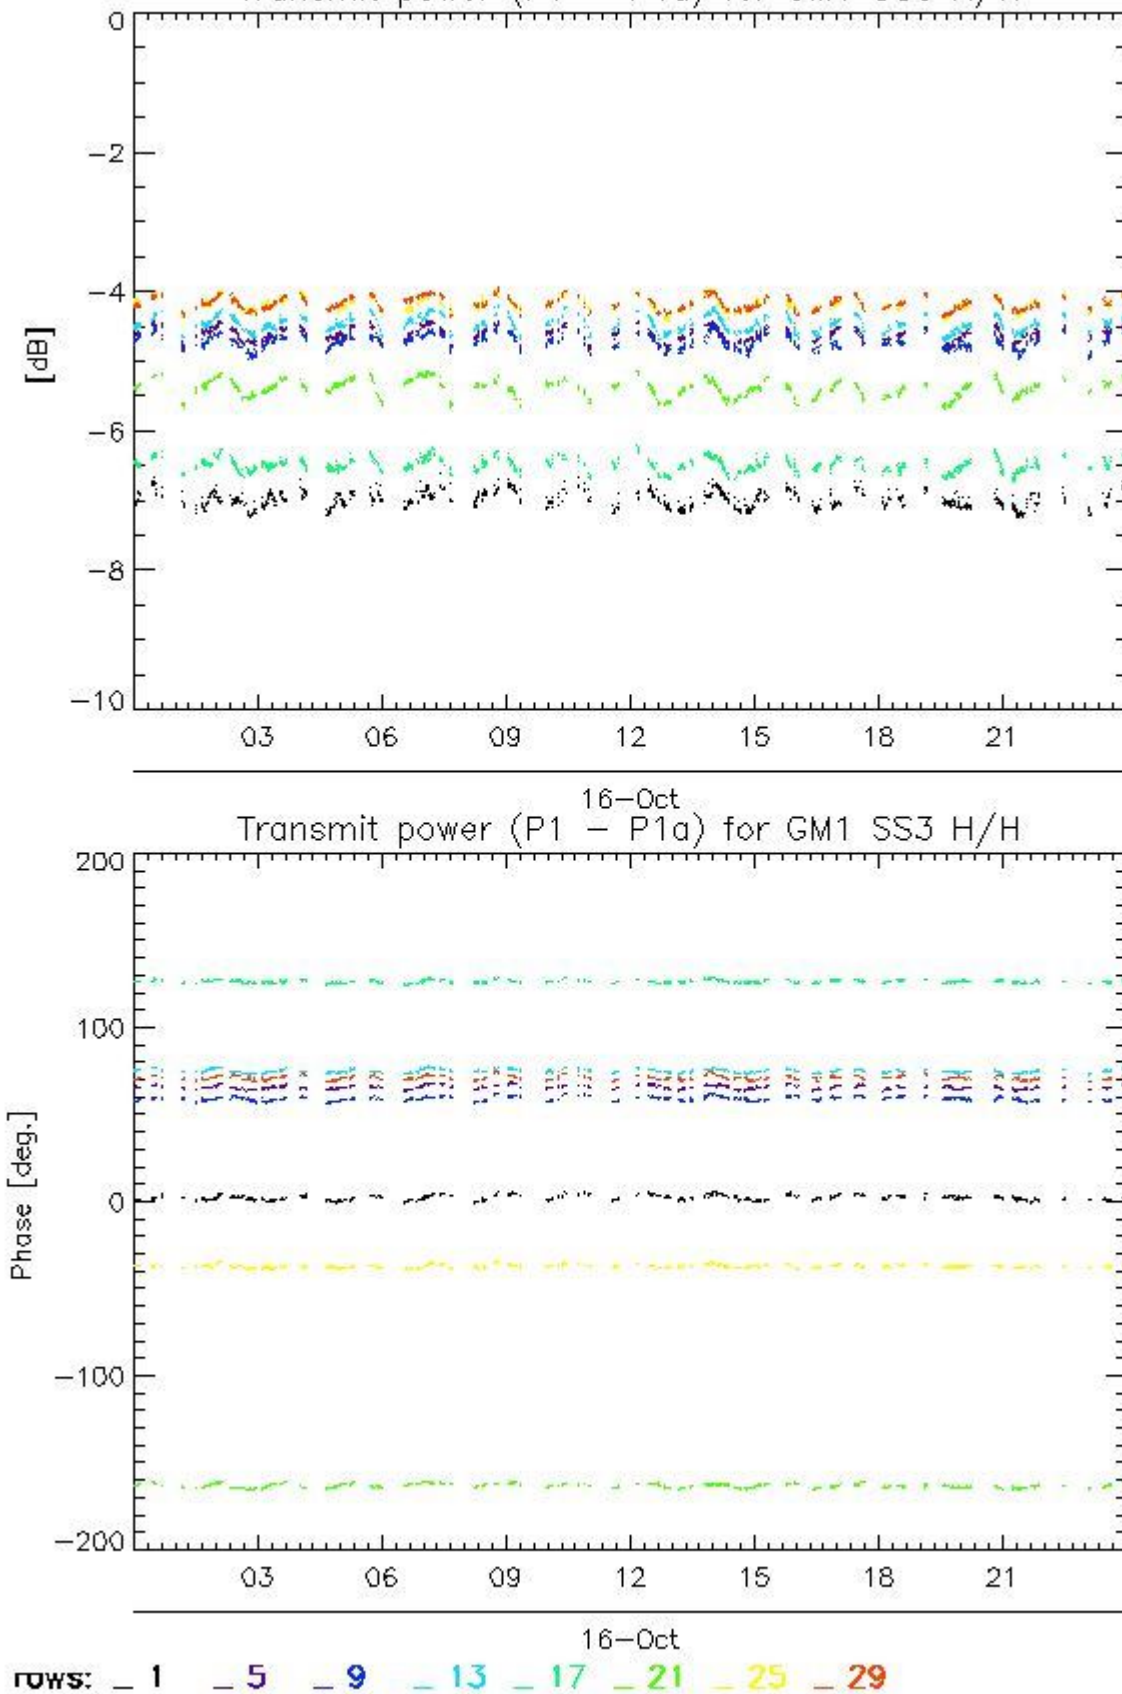 0
−2
−4
[dB]
−6
−8
−10
03 06 09 12 15 18 21
16−Oct
Transmit power (P1 − P1a) for GM1 SS3 H/H
200
100
Phase [deg.]
0
−100
−200
03 06 09 12 15 18 21
16−Oct
rows: _ 1 _ 5 _ 9 _ 13 _ 17 _ 21 _ 25 _ 29